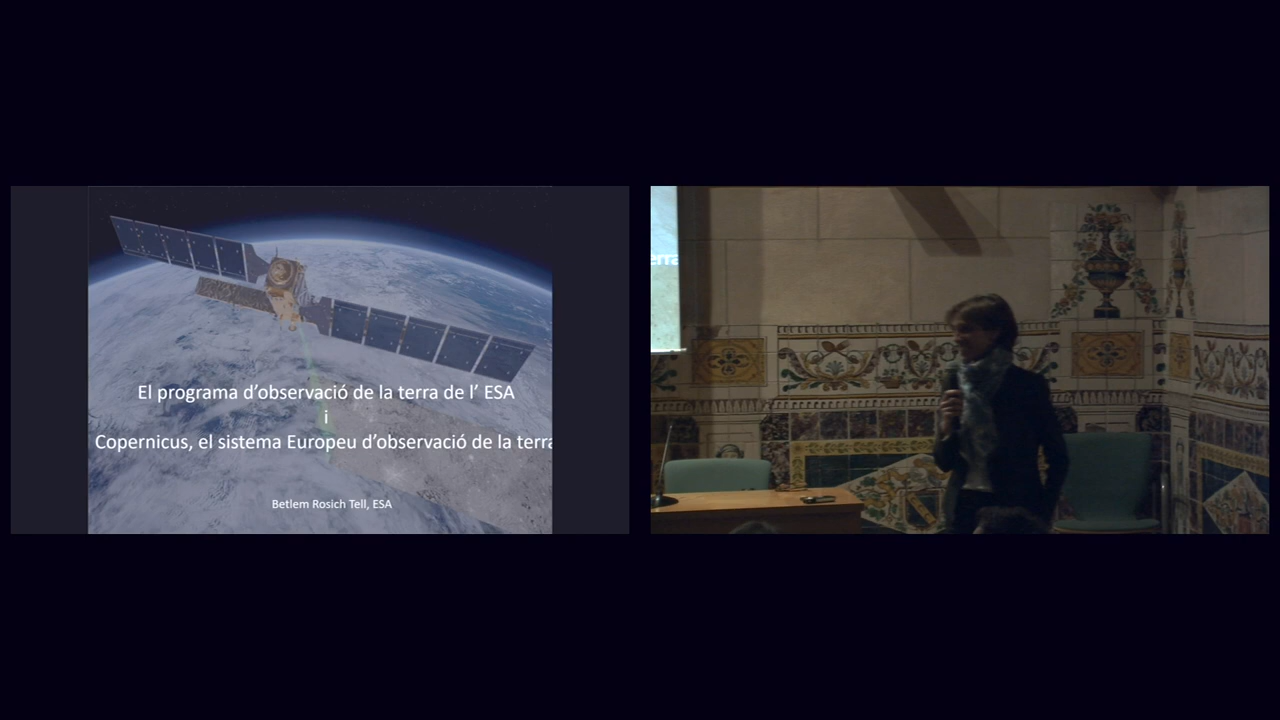 El programa d’observació de la terra de l’ ESA
i
Copernicus, el sistema Europeu d’observació de la terra
Betlem Rosich Tell, ESA
erra